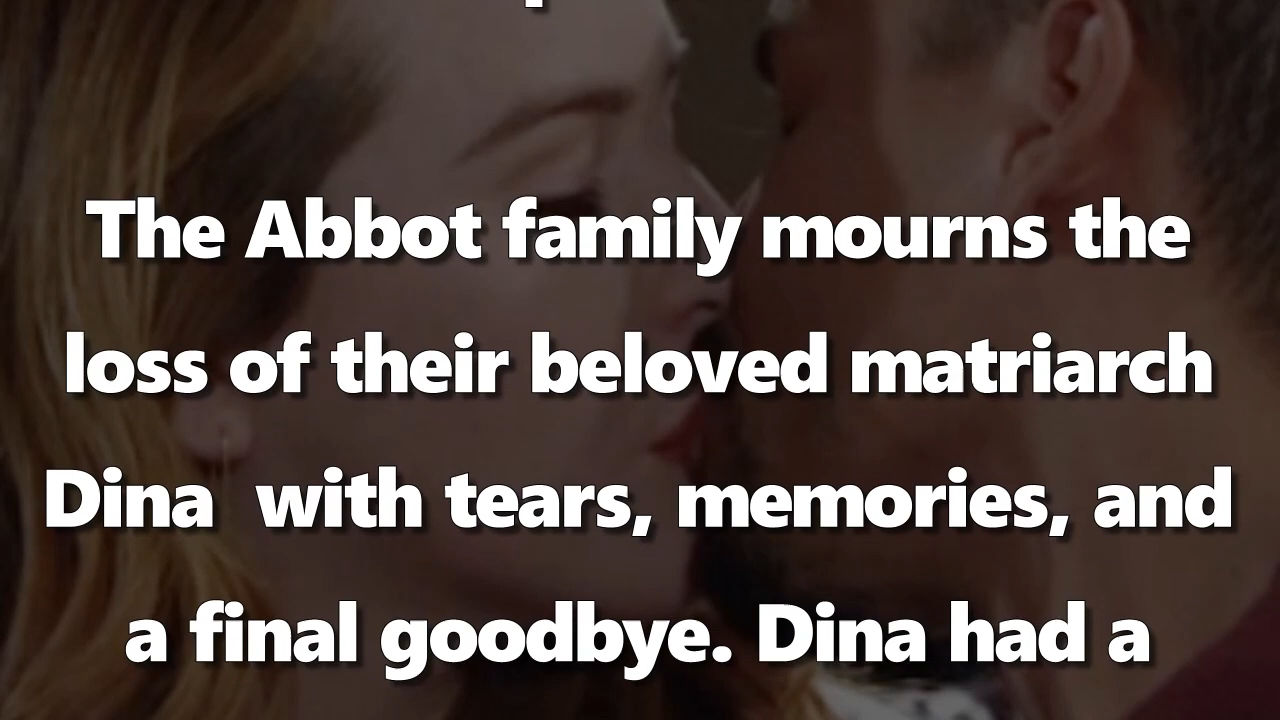 The Abbot family mourns the
loss of their beloved matriarch
Dina  with tears, memories, and
a final goodbye. Dina had a